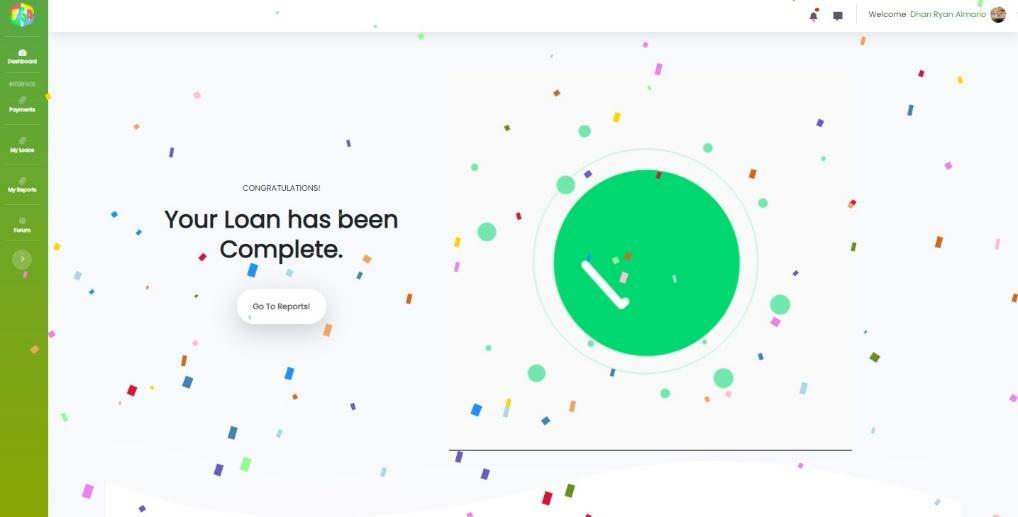 Welcome Dhan Ryan Almario
Dashboard
INTERFACE
Payments
My Loans
My Reports
Forum
CONGRATULATIONS!
Your Loan has been
Complete.
Go To Reports!